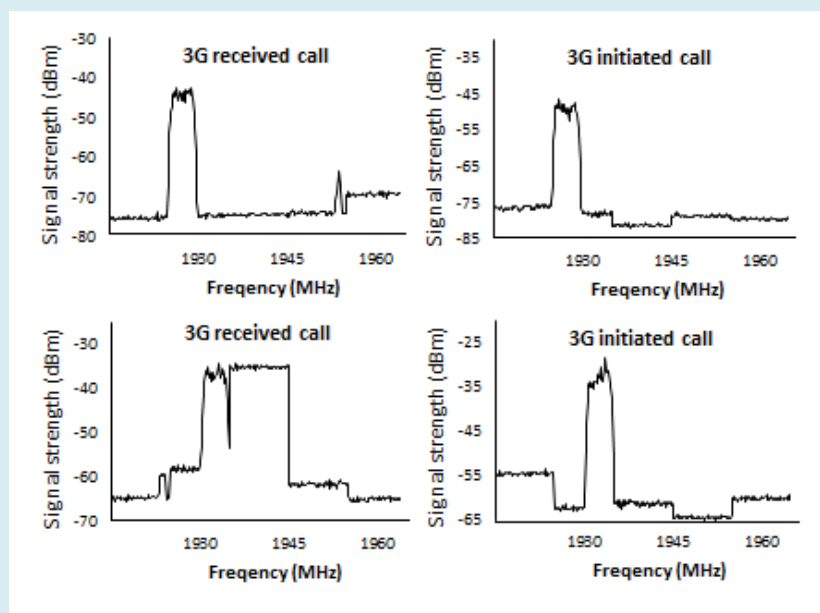 3G received call
Signal strength (dBm)
-30
-40
-50
-60
-70
-80
1930 1945 1960
Freqency (MHz)
3G initiated call
Signal strength (dBm)
-35
-45
-55
-65
-75
-85
1930 1945 1960
Freqency (MHz)
3G received call
Signal strength (dBm)
-30
-40
-50
-60
-70
1930 1945 1960
Freqency (MHz)
3G initiated call
Signal strength (dBm)
-25
-35
-45
-55
-65
1930 1945 1960
Freqency (MHz)